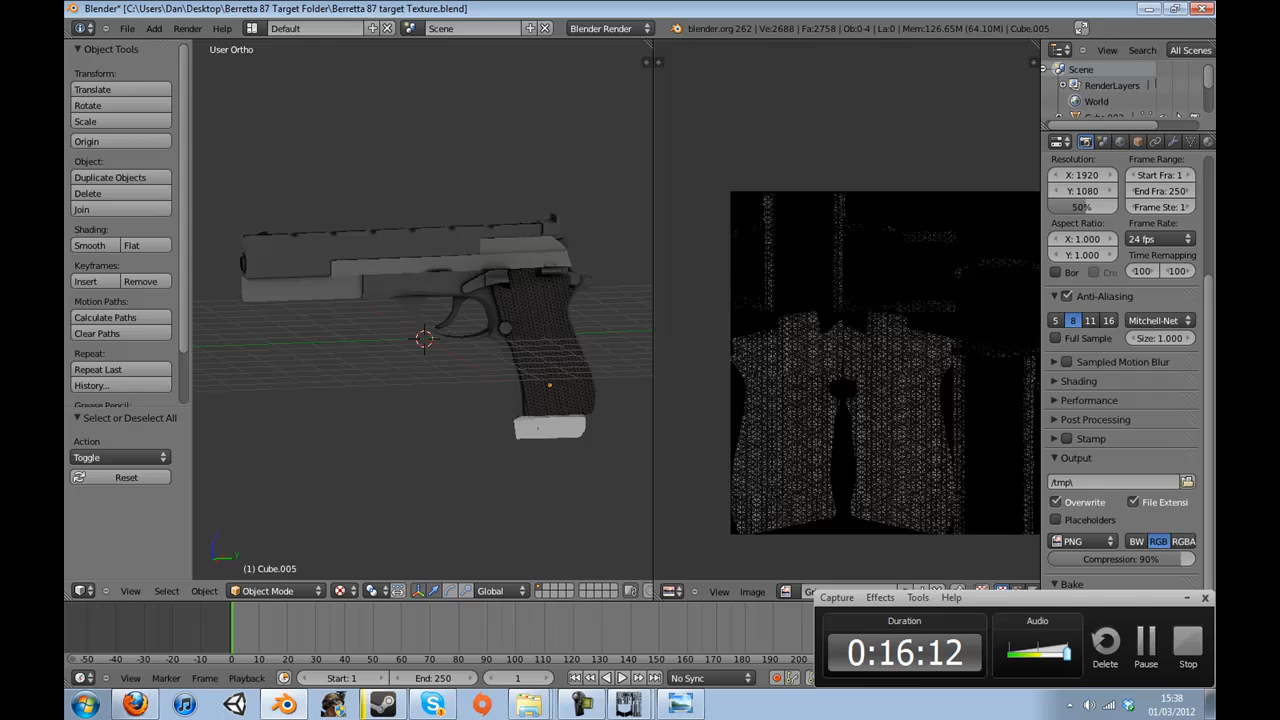 Blender* [C:\Users\Dan\Desktop\Berretta 87 Target Folder\Berretta 87 target Texture.blend]
File Add Render Help Default Scene Blender Render blender.org 262 | Ve:2688 | Fa:2758 | Ob:0-4 | La:0 | Mem:126.65M (64.10M) | Cube.005
Object Tools
User Ortho
View Search All Scenes
Scene
RenderLayers
World
Transform:
Translate
Rotate
Scale
Origin
Object:
Duplicate Objects
Delete
Join
Shading:
Smooth Flat
Keyframes:
Insert Remove
Motion Paths:
Calculate Paths
Clear Paths
Repeat:
Repeat Last
History...
Grease Pencil:
Select or Deselect All
Action
Toggle
Reset
Resolution: Frame Range:
X: 1920 Start Fra: 1
Y: 1080 End Fra: 250
50% Frame Ste: 1
Aspect Ratio: Frame Rate:
X: 1.000 24 fps
Y: 1.000 Time Remapping
Bor Cro 100 100
Anti-Aliasing
5 8 11 16 Mitchell-Net
Full Sample Size: 1.000
Sampled Motion Blur
Shading
Performance
Post Processing
Stamp
Output
/tmp\
Overwrite File Extensi
Placeholders
PNG BW RGB RGBA
Compression: 90%
Bake
(1) Cube.005
View Select Object Object Mode Global View Image
Capture Effects Tools Help
Duration Audio
0:16:12
Delete Pause Stop
-50 -40 -30 -20 -10 0 10 20 30 40 50 60 70 80 90 100 110 120 130 140 150 160 170 180 190 200
View Marker Frame Playback Start: 1 End: 250 1 No Sync
15:38
01/03/2012